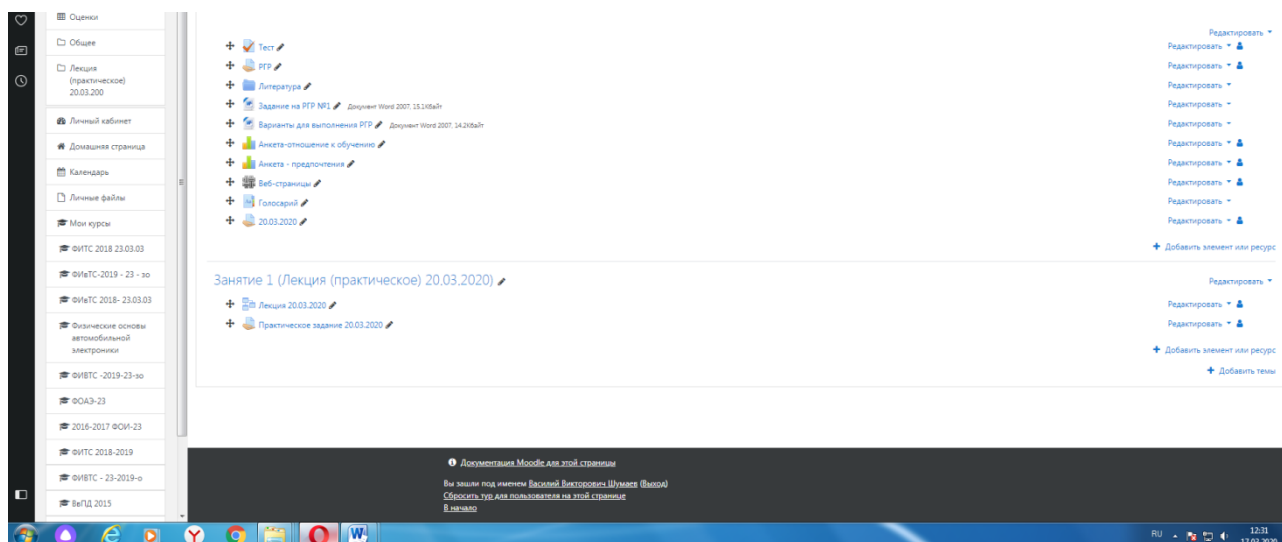 Оценки
Общее
Лекция
(практическое)
20.03.200
Личный кабинет
Домашняя страница
Календарь
Личные файлы
Мои курсы
ФИТС 2018 23.03.03
ФИвТС-2019 - 23 - зо
ФИвТС 2018- 23.03.03
Физические основы
автомобильной
электроники
ФИВТС -2019-23-зо
ФОАЭ-23
2016-2017 ФОИ-23
ФИТС 2018-2019
ФИВТС - 23-2019-о
ВвПД 2015
Редактировать
Тест Редактировать
РГР Редактировать
Литература Редактировать
Задание на РГР №1 Документ Word 2007, 15.1Кбайт Редактировать
Варианты для выполнения РГР Документ Word 2007, 14.2Кбайт Редактировать
Анкета-отношение к обучению Редактировать
Анкета - предпочтения Редактировать
Веб-страницы Редактировать
Голосарий Редактировать
20.03.2020 Редактировать
Добавить элемент или ресурс
Занятие 1 (Лекция (практическое) 20.03.2020) Редактировать
Лекция 20.03.2020 Редактировать
Практическое задание 20.03.2020 Редактировать
Добавить элемент или ресурс
Добавить темы
Документация Moodle для этой страницы
Вы зашли под именем Василий Викторович Шумаев (Выход)
Сбросить тур для пользователя на этой странице
В начало
RU 12:31
17.03.2020